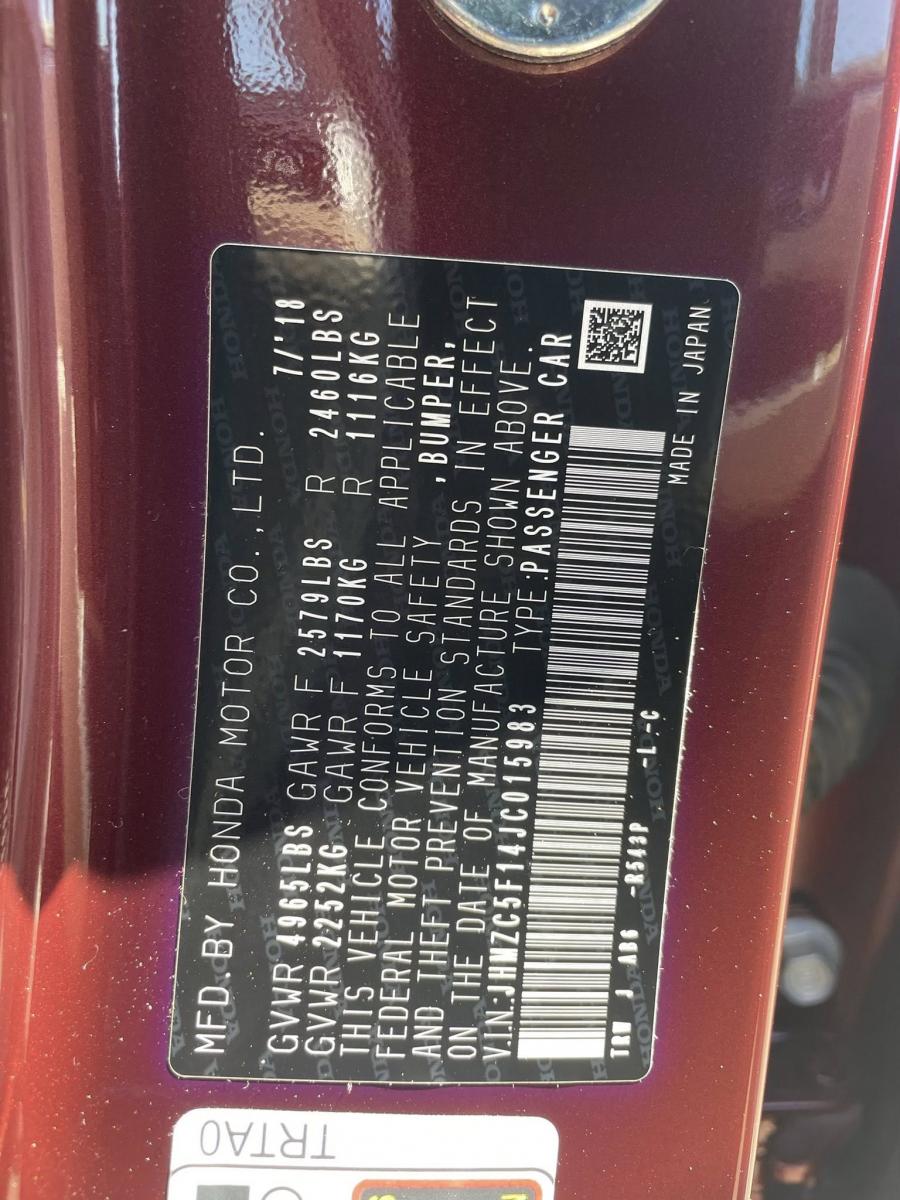 MFD.BY HONDA MOTOR CO.,LTD. 7/'18
GVWR 4965LBS GAWR F 2579LBS R 2460LBS
GVWR 2252KG GAWR F 1170KG R 1116KG
THIS VEHICLE CONFORMS TO ALL APPLICABLE
FEDERAL MOTOR VEHICLE SAFETY ,BUMPER,
AND THEFT PREVENTION STANDARDS IN EFFECT
ON THE DATE OF MANUFACTURE SHOWN ABOVE.
V.I.N:JHMZC5F14JC015983 TYPE:PASSENGER CAR
TRW J AB6 -R543P -L-C MADE IN JAPAN
TRTA0